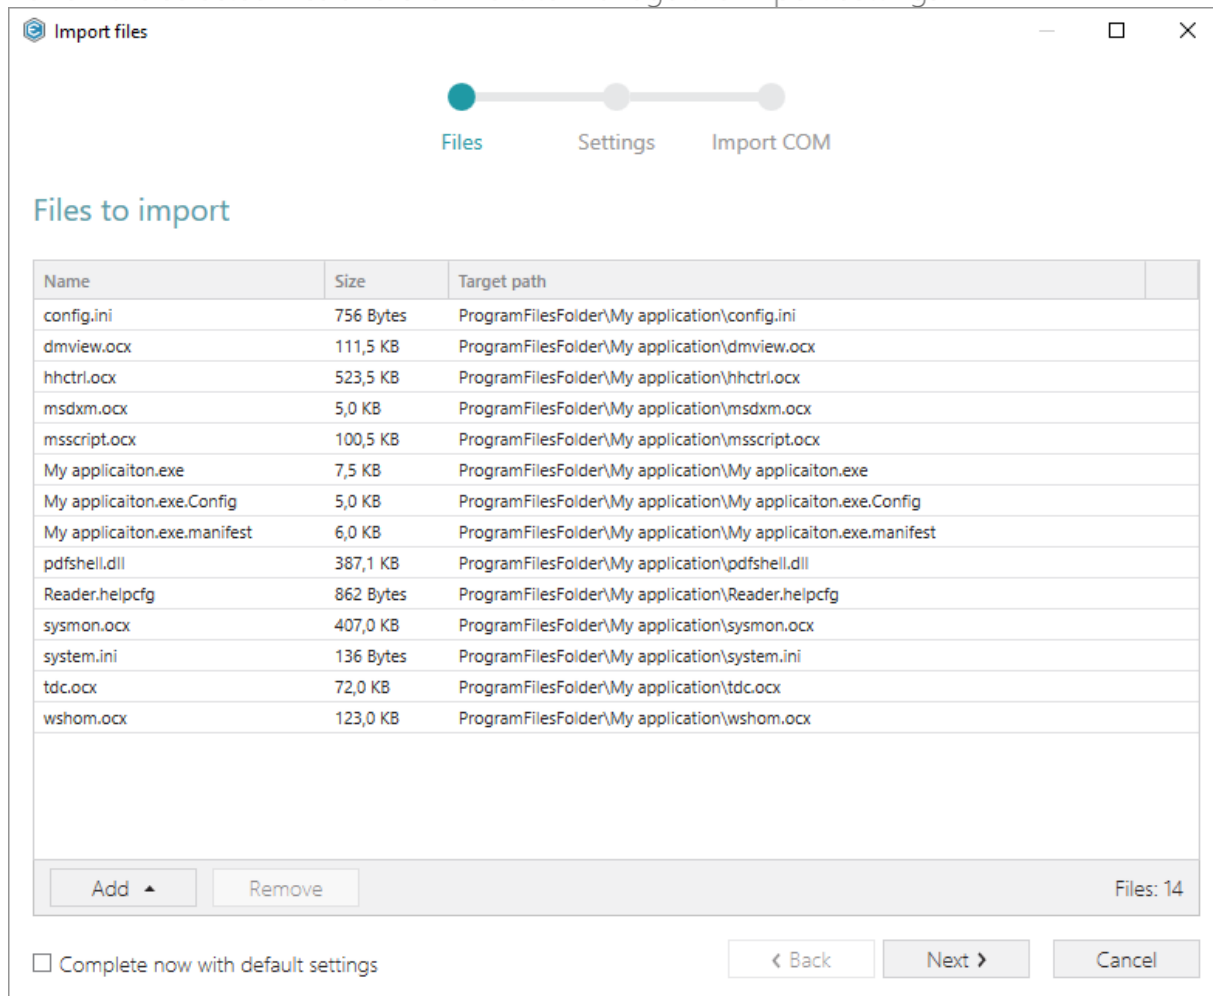 Import files
Files Settings Import COM
Files to import
Name Size Target path
config.ini 756 Bytes ProgramFilesFolder\My application\config.ini
dmview.ocx 111,5 KB ProgramFilesFolder\My application\dmview.ocx
hhctrl.ocx 523,5 KB ProgramFilesFolder\My application\hhctrl.ocx
msdxm.ocx 5,0 KB ProgramFilesFolder\My application\msdxm.ocx
msscript.ocx 100,5 KB ProgramFilesFolder\My application\msscript.ocx
My applicaiton.exe 7,5 KB ProgramFilesFolder\My application\My applicaiton.exe
My applicaiton.exe.Config 5,0 KB ProgramFilesFolder\My application\My applicaiton.exe.Config
My applicaiton.exe.manifest 6,0 KB ProgramFilesFolder\My application\My applicaiton.exe.manifest
pdfshell.dll 387,1 KB ProgramFilesFolder\My application\pdfshell.dll
Reader.helpcfg 862 Bytes ProgramFilesFolder\My application\Reader.helpcfg
sysmon.ocx 407,0 KB ProgramFilesFolder\My application\sysmon.ocx
system.ini 136 Bytes ProgramFilesFolder\My application\system.ini
tdc.ocx 72,0 KB ProgramFilesFolder\My application\tdc.ocx
wshom.ocx 123,0 KB ProgramFilesFolder\My application\wshom.ocx
Add Remove Files: 14
Complete now with default settings Back Next Cancel